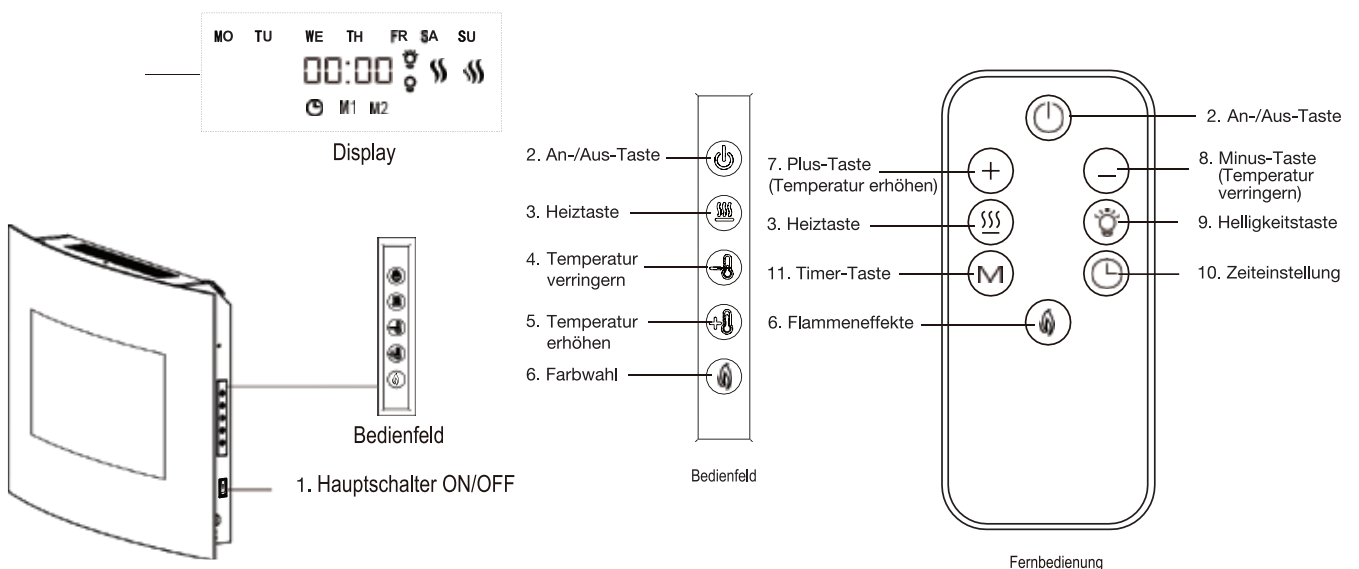 MO TU WE TH FR SA SU
00:00
M1 M2
Display
Bedienfeld
1. Hauptschalter ON/OFF
2. An-/Aus-Taste
3. Heiztaste
4. Temperatur
verringern
5. Temperatur
erhöhen
6. Farbwahl
Bedienfeld
2. An-/Aus-Taste
7. Plus-Taste
(Temperatur erhöhen)
8. Minus-Taste
(Temperatur
verringern)
3. Heiztaste
9. Helligkeitstaste
11. Timer-Taste
M
10. Zeiteinstellung
6. Flammeneffekte
Fernbedienung